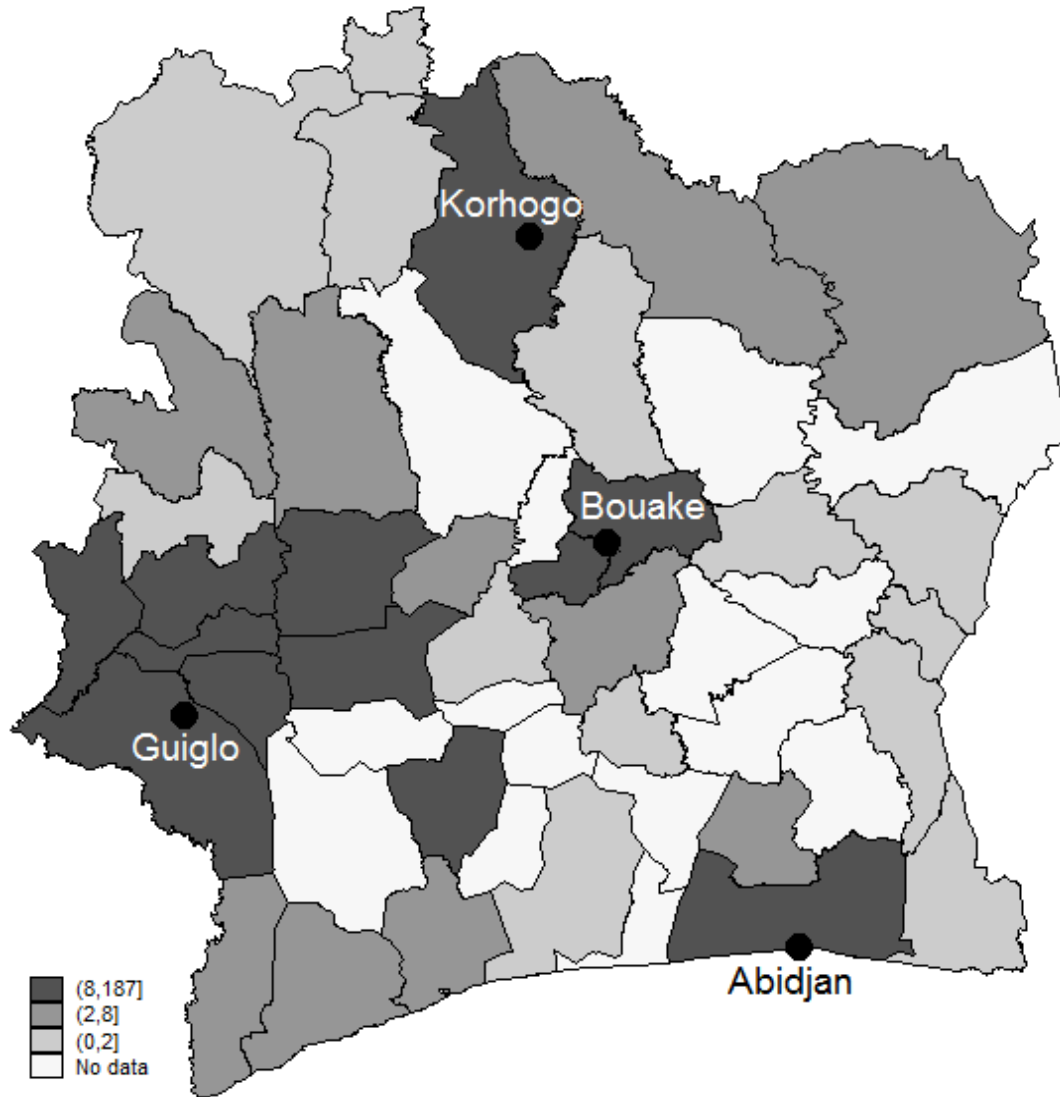 Korhogo
Bouake
Guiglo
Abidjan
(8,187]
(2,8]
(0,2]
No data